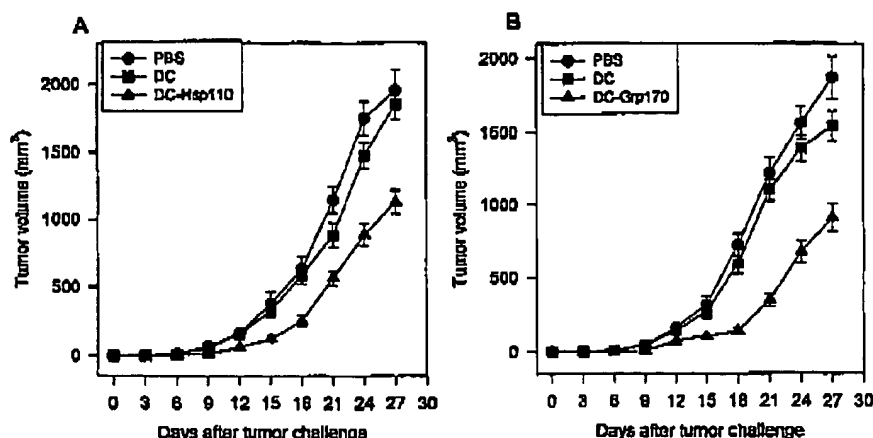 A
PBS
DC
DC-Hsp110
Tumor volume (mm³)
2000
1500
1000
500
0
0 3 6 9 12 15 18 21 24 27 30
Days after tumor challenge
B
PBS
DC
DC-Grp170
Tumor volume (mm³)
2000
1500
1000
500
0
0 3 6 9 12 15 18 21 24 27 30
Days after tumor challenge